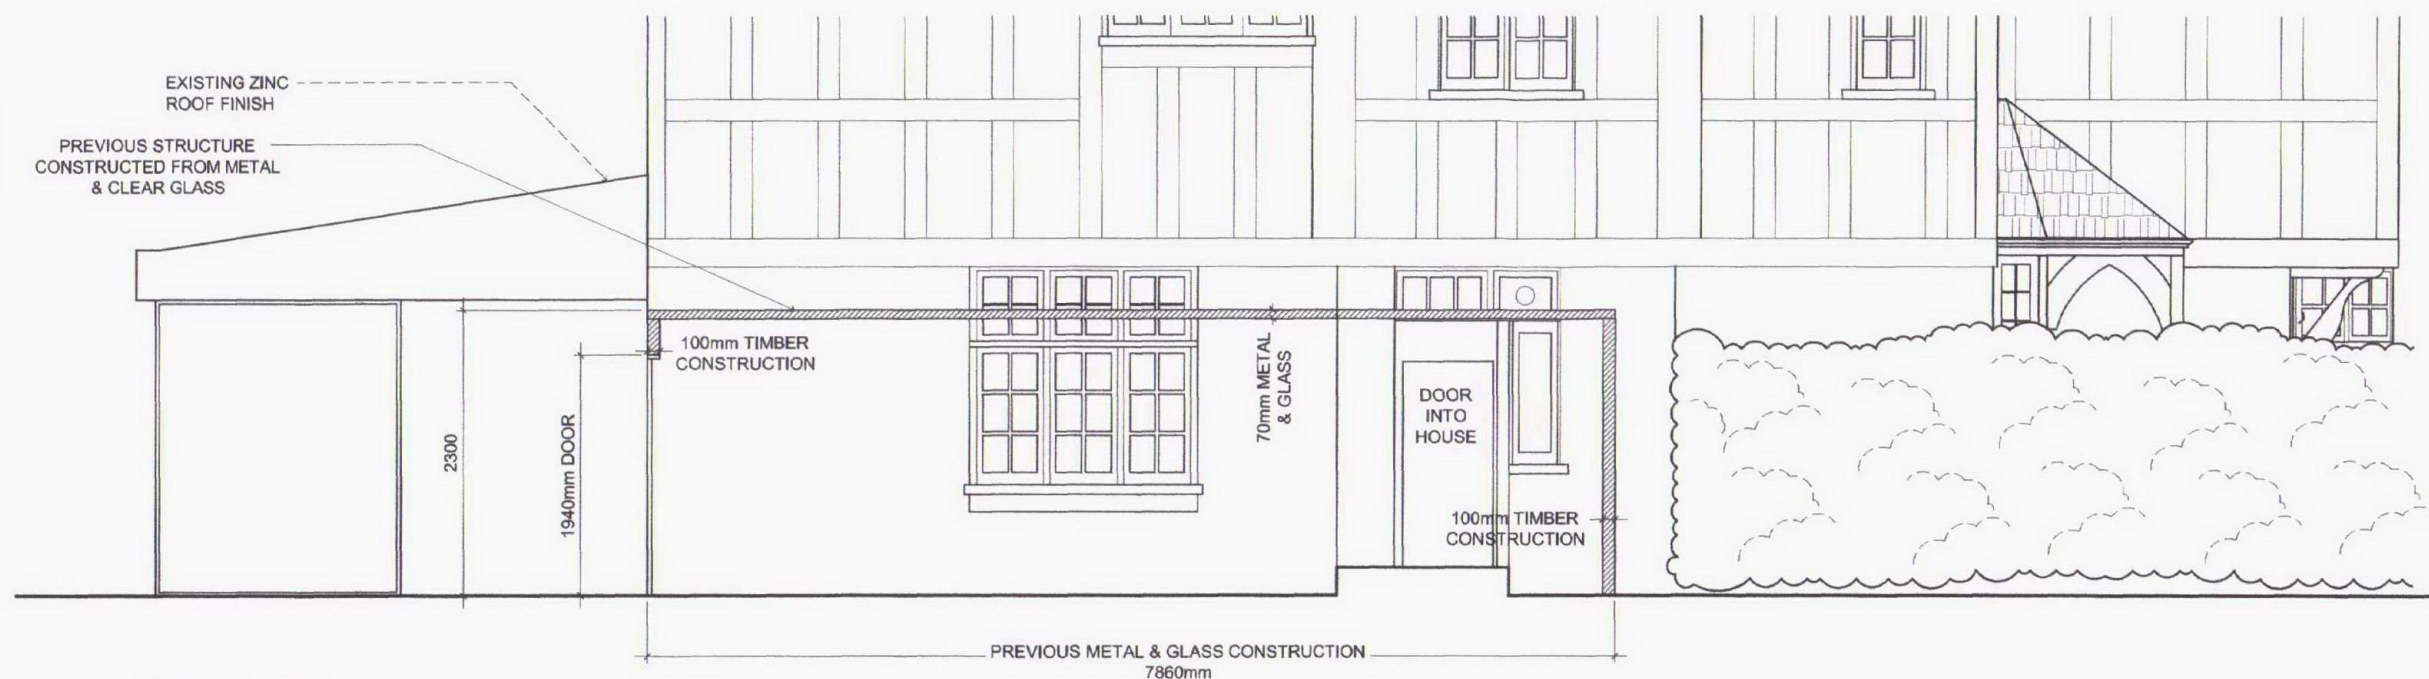 EXISTING ZINC
ROOF FINISH
PREVIOUS STRUCTURE
CONSTRUCTED FROM METAL
& CLEAR GLASS
100mm TIMBER
CONSTRUCTION
2300
1940mm DOOR
70mm METAL
& GLASS
DOOR
INTO
HOUSE
100mm TIMBER
CONSTRUCTION
PREVIOUS METAL & GLASS CONSTRUCTION
7860mm